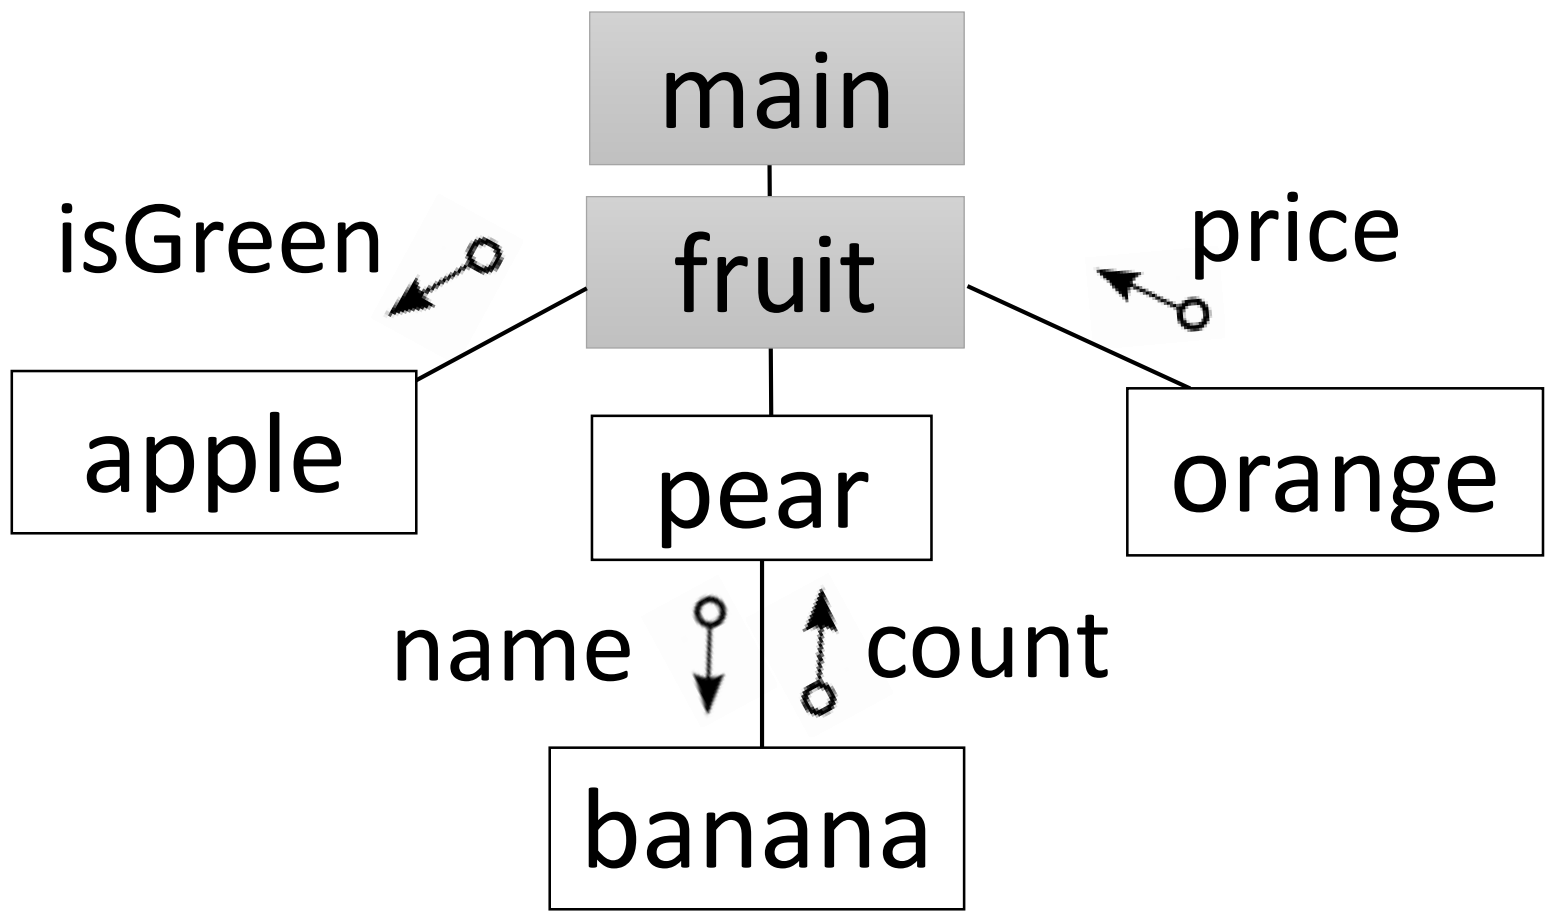 main
isGreen
fruit
price
apple
pear
orange
name
count
banana